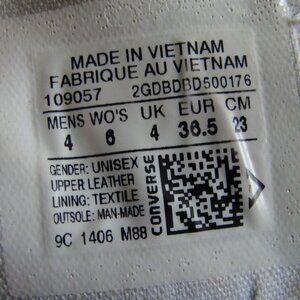 MADE IN VIETNAM
FABRIQUE AU VIETNAM
109057 2GDBDBD500176
MENS WO'S UK EUR CM
4 6 4 36.5 23
GENDER: UNISEX
UPPER LEATHER
LINING: TEXTILE
OUTSOLE: MAN-MADE
9C 1406 M88
CONVERSE